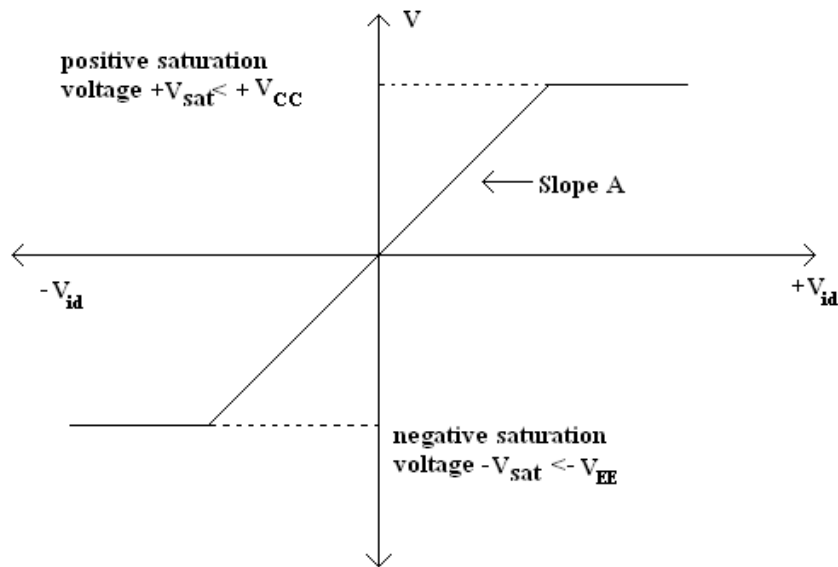 V
positive saturation
voltage +Vsat< + VCC
Slope A
-Vid
+Vid
negative saturation
voltage -Vsat <- VEE